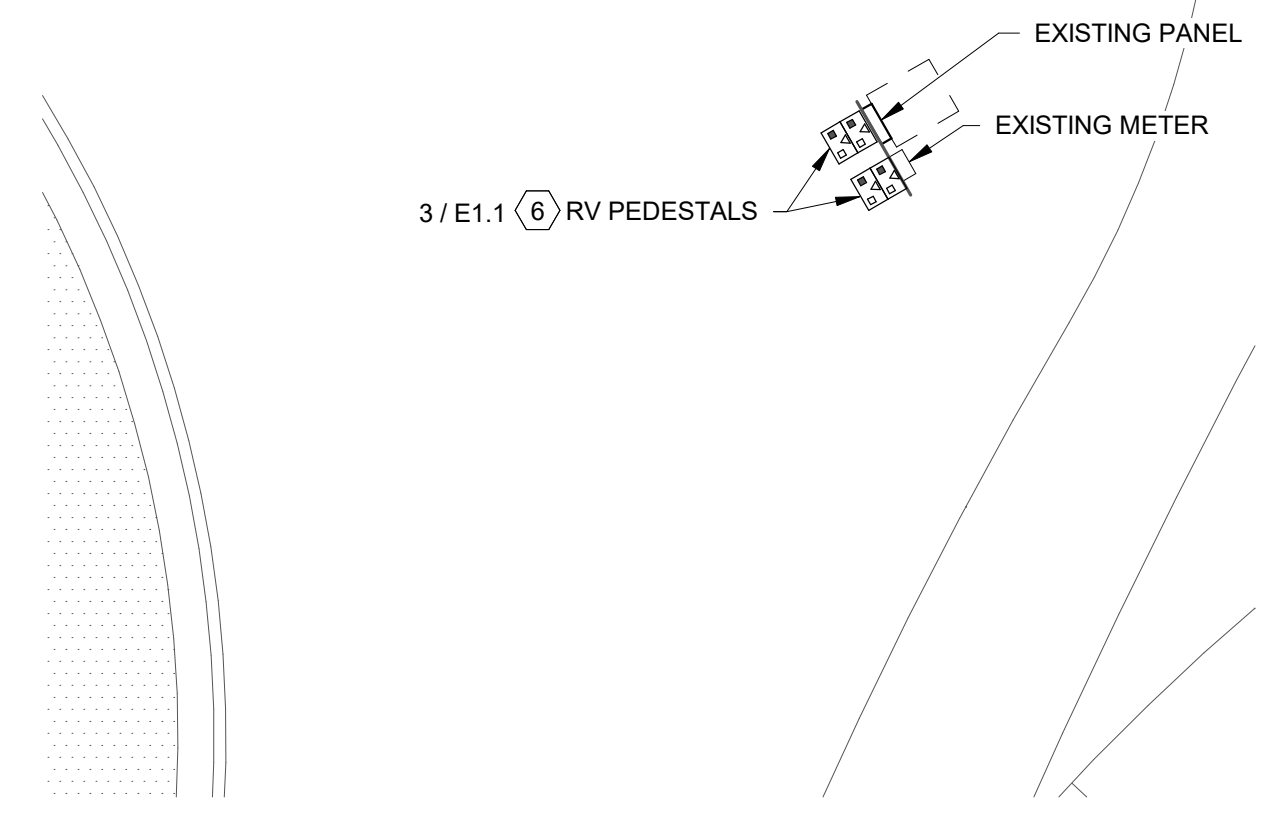 EXISTING PANEL
EXISTING METER
3 / E1.1 6 RV PEDESTALS